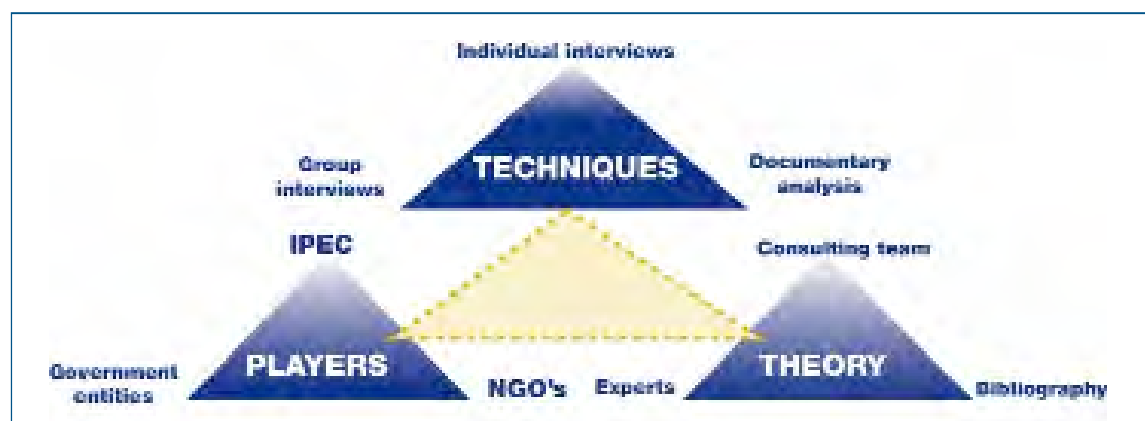 Individual interviews
Group
interviews
TECHNIQUES
Documentary
analysis
IPEC
Consulting team
Government
entities
PLAYERS
NGO's
Experts
THEORY
Bibliography